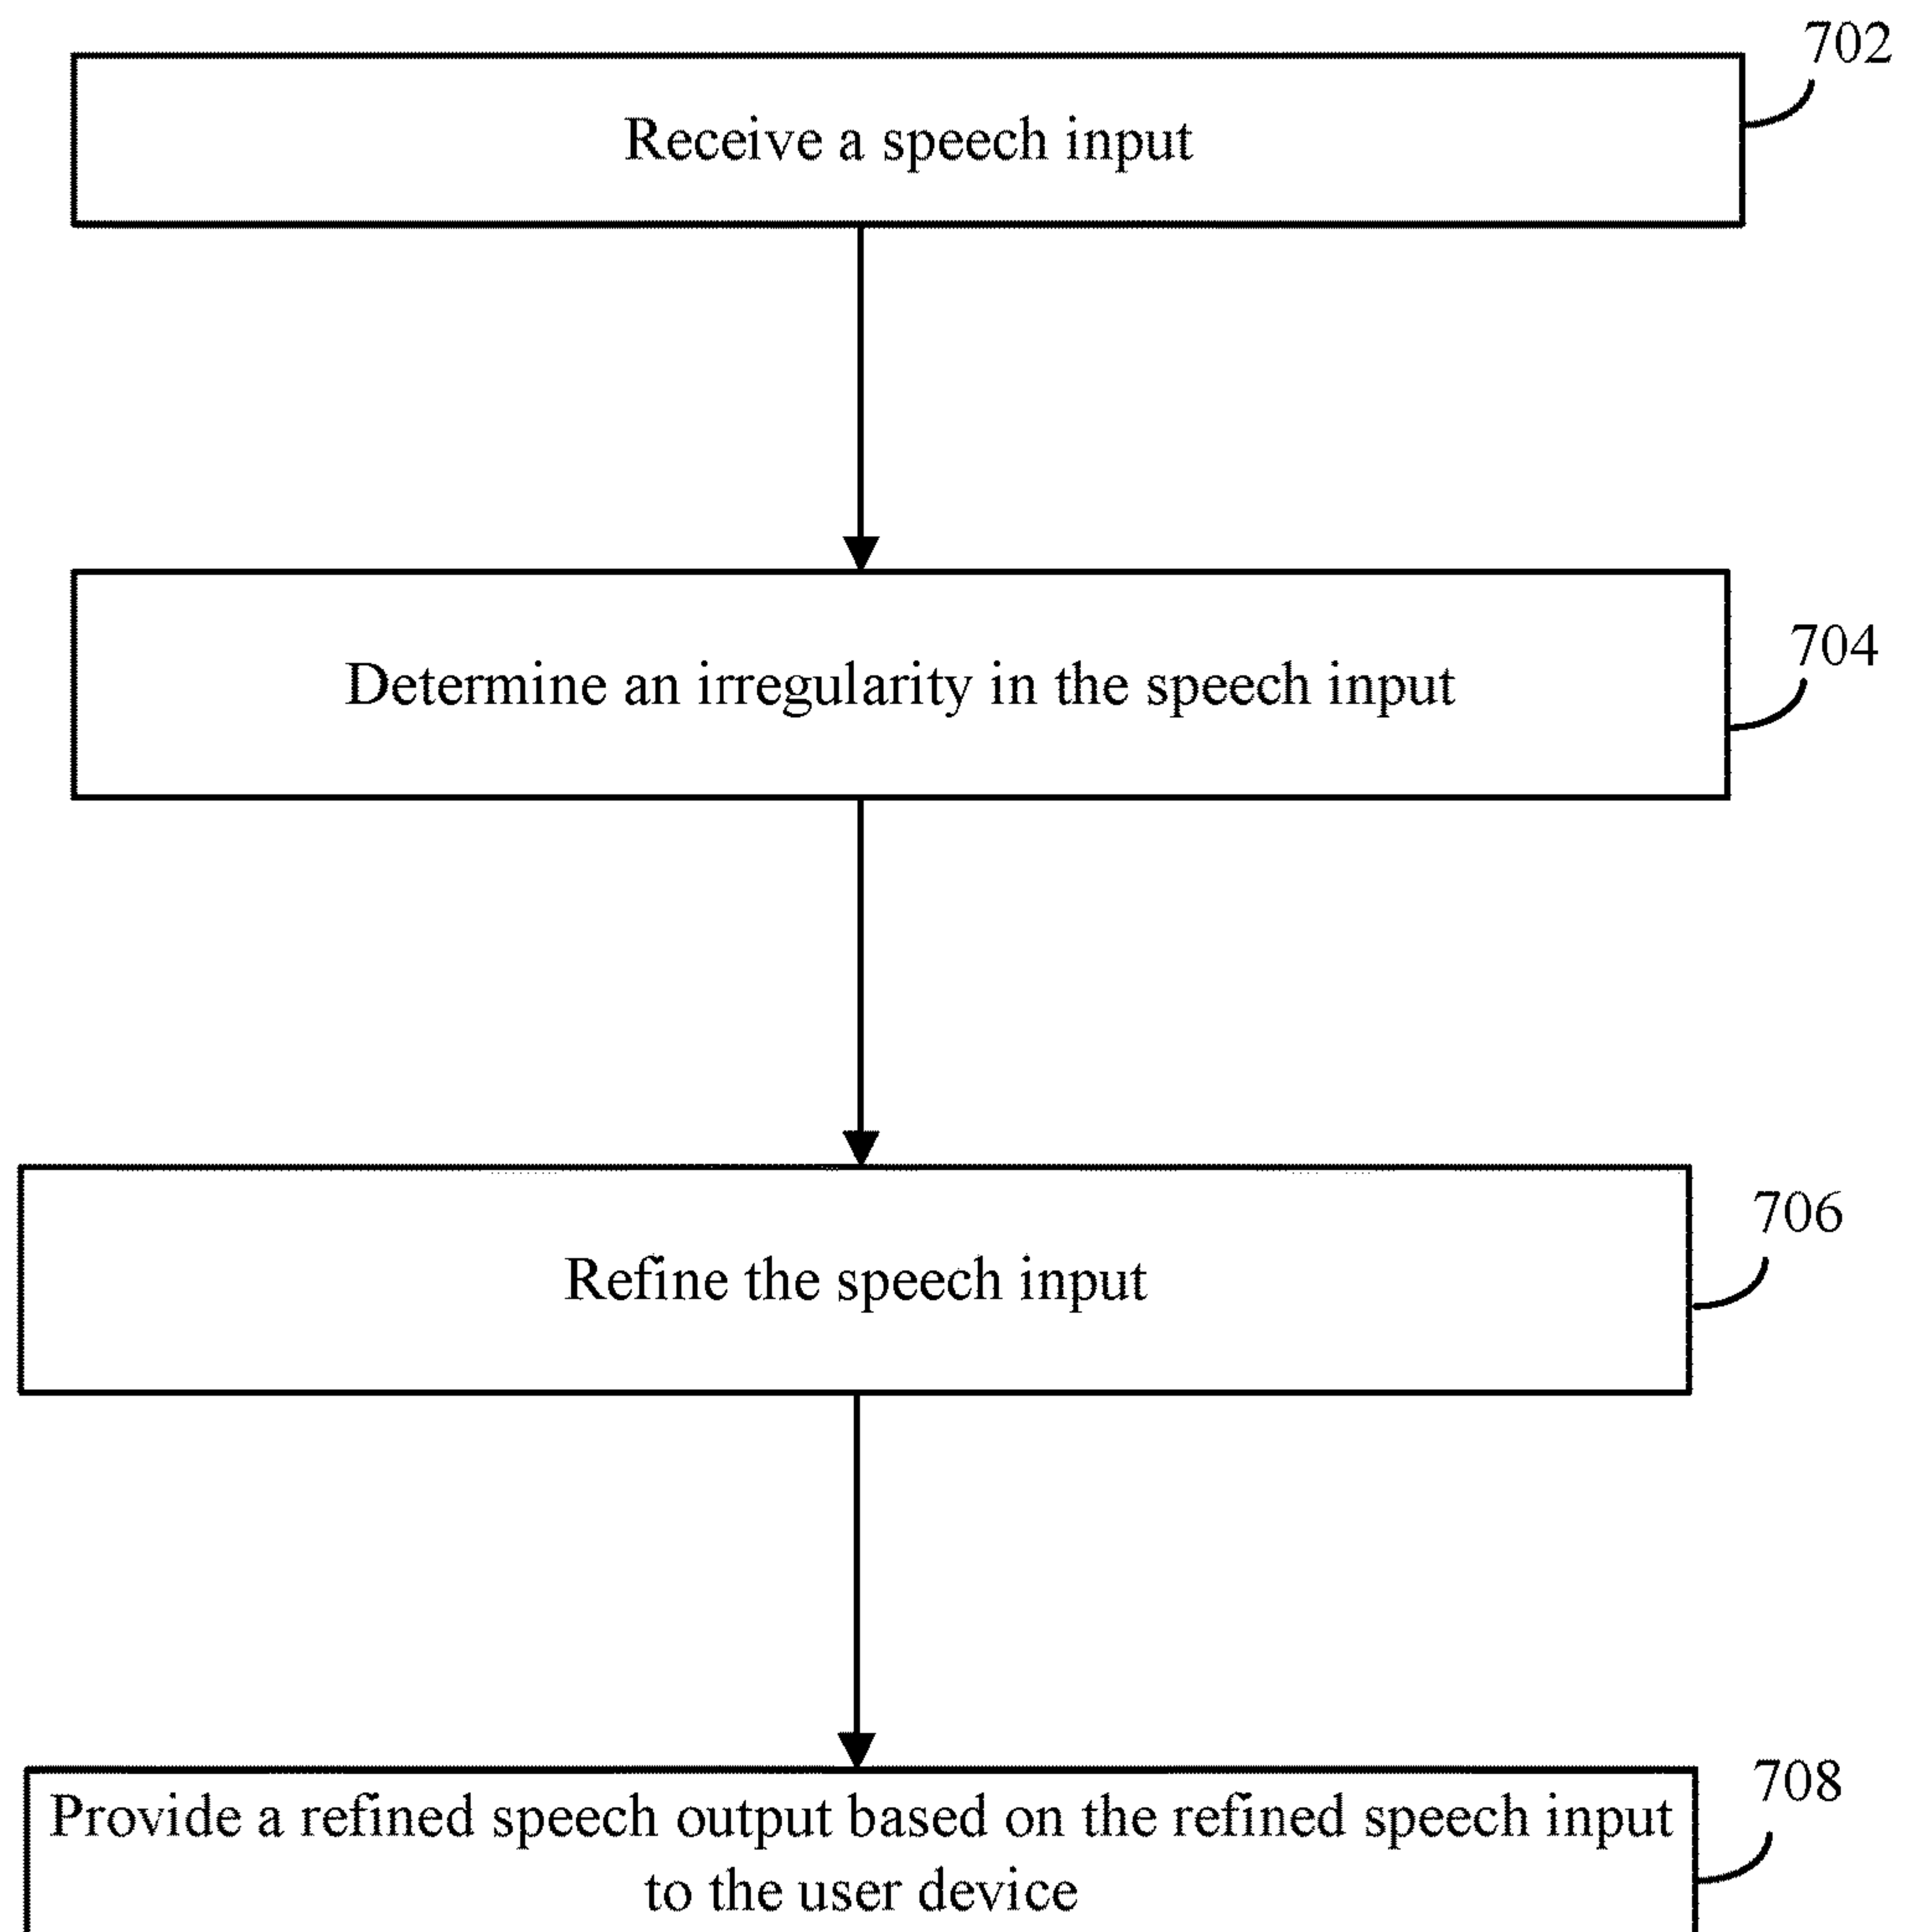 702
Receive a speech input
704
Determine an irregularity in the speech input
706
Refine the speech input
708
Provide a refined speech output based on the refined speech input
to the user device